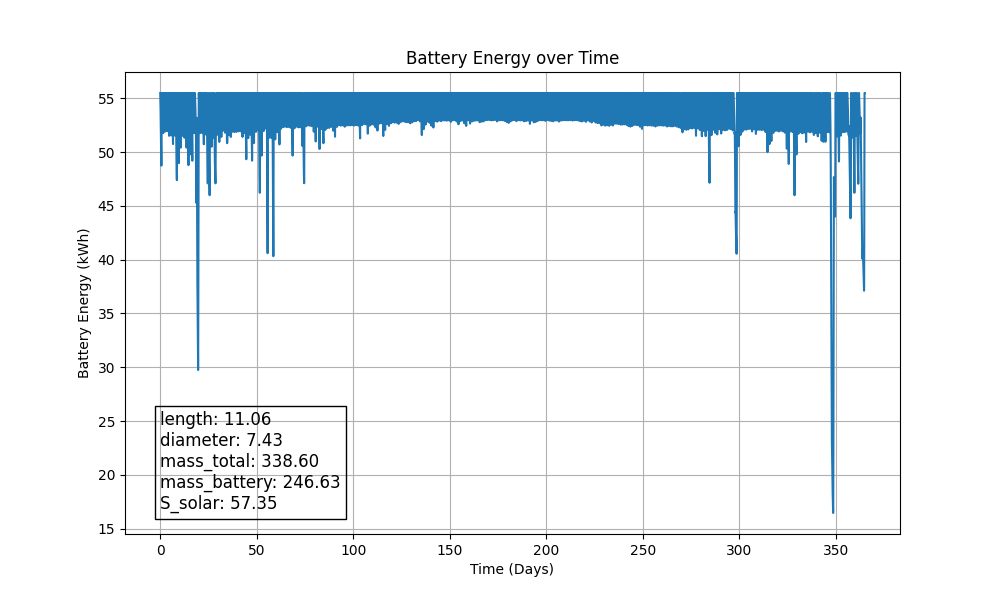 Battery Energy over Time
Battery Energy (kWh)
55
50
45
40
35
30
25
20
15
length: 11.06
diameter: 7.43
mass_total: 338.60
mass_battery: 246.63
S_solar: 57.35
0 50 100 150 200 250 300 350
Time (Days)